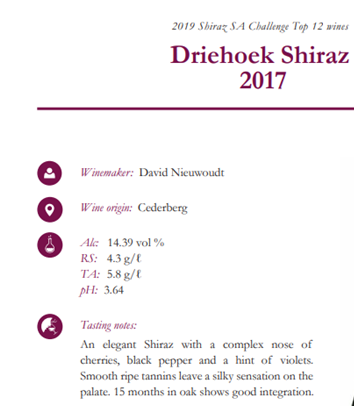 2019 Shiraz SA Challenge Top 12 wines
Driehoek Shiraz
2017
Winemaker: David Nieuwoudt
Wine origin: Cederberg
Alc: 14.39 vol %
RS: 4.3 g/ℓ
TA: 5.8 g/ℓ
pH: 3.64
Tasting notes:
An elegant Shiraz with a complex nose of
cherries, black pepper and a hint of violets.
Smooth ripe tannins leave a silky sensation on the
palate. 15 months in oak shows good integration.